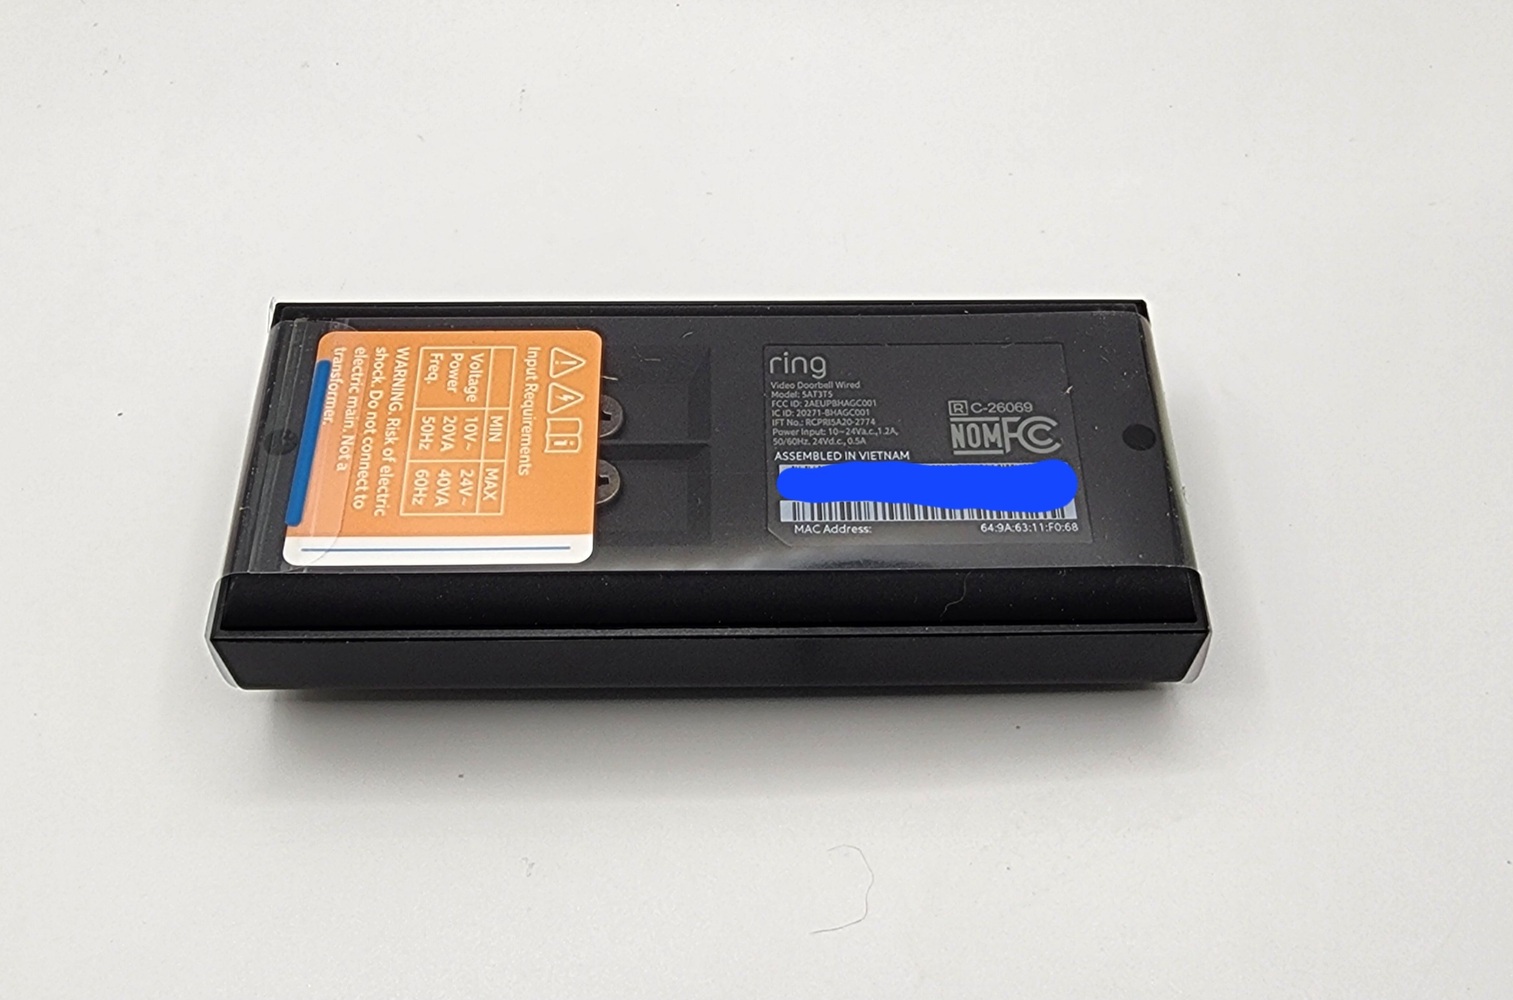 Input Requirements
MIN MAX
Voltage 10V~ 24V~
Power 20VA 40VA
Freq. 50Hz 60Hz
WARNING. Risk of electric
shock. Do not connect to
electric main. Not a
transformer.
ring
Video Doorbell Wired
Model: 5AT3T5
FCC ID: 2AEUPBHAGC001
IC ID: 20271-BHAGC001
IFT No.: RCPRI5A20-2774
Power Input: 10~24Va.c.,1.2A,
50/60Hz, 24Vd.c., 0.5A
ASSEMBLED IN VIETNAM
R C-26069
NOM FC
MAC Address: 64:9A:63:11:F0:68